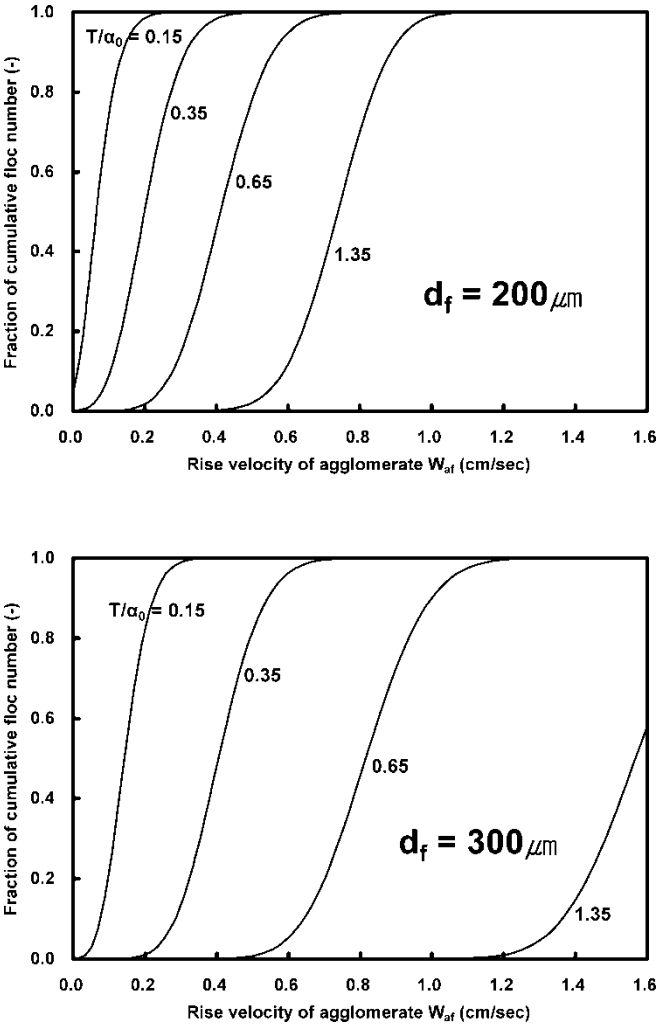 1.0
T/α0 = 0.15
0.8
0.35
0.6
0.65
0.4
1.35
df = 200㎛
0.2
0.0
Fraction of cumulative floc number (-)
0.0 0.2 0.4 0.6 0.8 1.0 1.2 1.4 1.6
Rise velocity of agglomerate Waf (cm/sec)
1.0
T/α0 = 0.15
0.8
0.35
0.6
0.65
0.4
df = 300㎛
0.2
1.35
0.0
Fraction of cumulative floc number (-)
0.0 0.2 0.4 0.6 0.8 1.0 1.2 1.4 1.6
Rise velocity of agglomerate Waf (cm/sec)